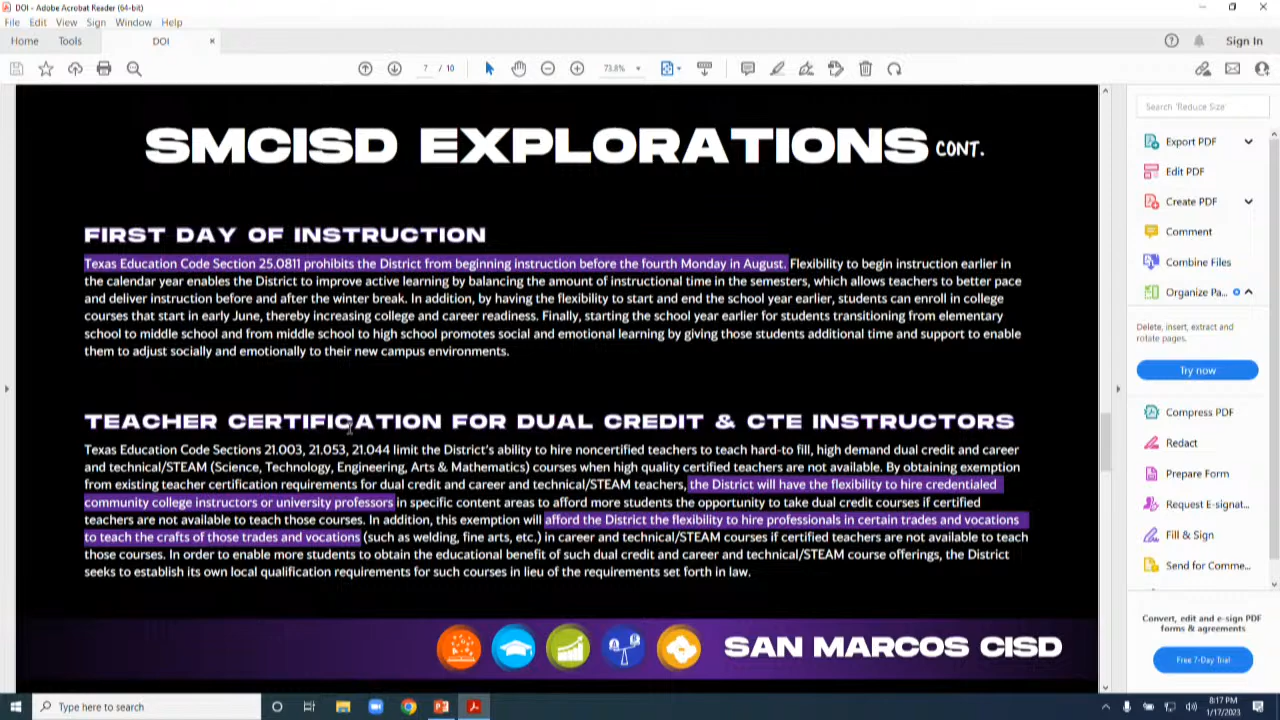 DOI - Adobe Acrobat Reader (64-bit)
File Edit View Sign Window Help
Home Tools DOI × Sign In
7 / 10 73.8%
SMCISD EXPLORATIONS CONT.
FIRST DAY OF INSTRUCTION
Texas Education Code Section 25.0811 prohibits the District from beginning instruction before the fourth Monday in August. Flexibility to begin instruction earlier in
the calendar year enables the District to improve active learning by balancing the amount of instructional time in the semesters, which allows teachers to better pace
and deliver instruction before and after the winter break. In addition, by having the flexibility to start and end the school year earlier, students can enroll in college
courses that start in early June, thereby increasing college and career readiness. Finally, starting the school year earlier for students transitioning from elementary
school to middle school and from middle school to high school promotes social and emotional learning by giving those students additional time and support to enable
them to adjust socially and emotionally to their new campus environments.
TEACHER CERTIFICATION FOR DUAL CREDIT & CTE INSTRUCTORS
Texas Education Code Sections 21.003, 21.053, 21.044 limit the District's ability to hire noncertified teachers to teach hard-to fill, high demand dual credit and career
and technical/STEAM (Science, Technology, Engineering, Arts & Mathematics) courses when high quality certified teachers are not available. By obtaining exemption
from existing teacher certification requirements for dual credit and career and technical/STEAM teachers, the District will have the flexibility to hire credentialed
community college instructors or university professors in specific content areas to afford more students the opportunity to take dual credit courses if certified
teachers are not available to teach those courses. In addition, this exemption will afford the District the flexibility to hire professionals in certain trades and vocations
to teach the crafts of those trades and vocations (such as welding, fine arts, etc.) in career and technical/STEAM courses if certified teachers are not available to teach
those courses. In order to enable more students to obtain the educational benefit of such dual credit and career and technical/STEAM course offerings, the District
seeks to establish its own local qualification requirements for such courses in lieu of the requirements set forth in law.
SAN MARCOS CISD
Search 'Reduce Size'
Export PDF
Edit PDF
Create PDF
Comment
Combine Files
Organize Pa...
Delete, insert, extract and
rotate pages.
Try now
Compress PDF
Redact
Prepare Form
Request E-signat...
Fill & Sign
Send for Comme...
Convert, edit and e-sign PDF
forms & agreements
Free 7-Day Trial
Type here to search
8:17 PM
1/17/2023